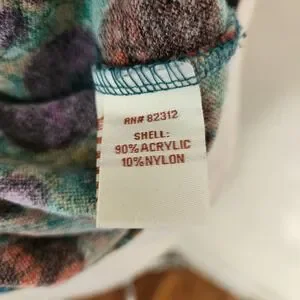 RN# 82312
SHELL:
90% ACRYLIC
10% NYLON